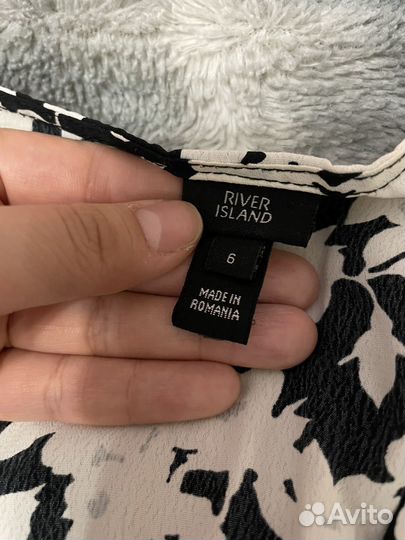 RIVER
ISLAND
6
MADE IN
ROMANIA
Avito